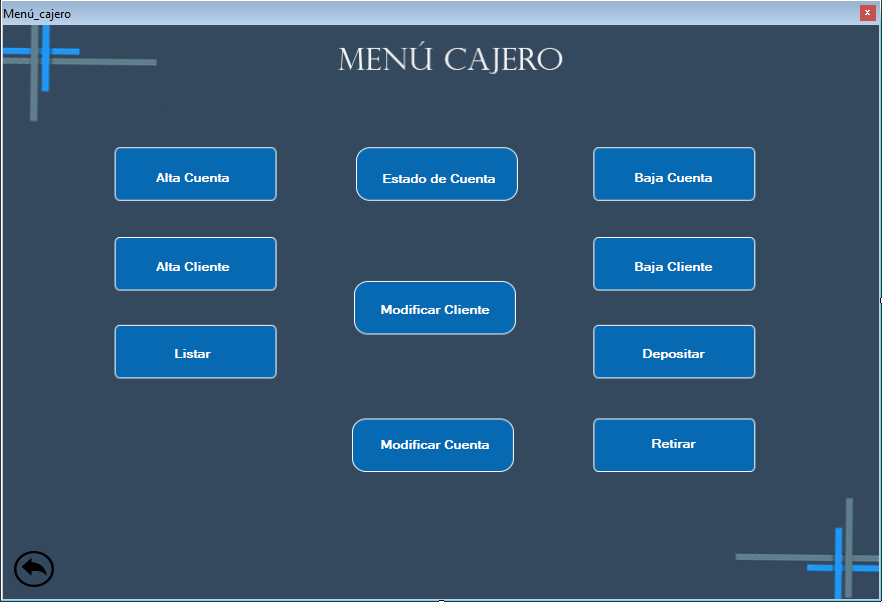 Menú_cajero
MENÚ CAJERO
Alta Cuenta
Estado de Cuenta
Baja Cuenta
Alta Cliente
Baja Cliente
Modificar Cliente
Listar
Depositar
Modificar Cuenta
Retirar